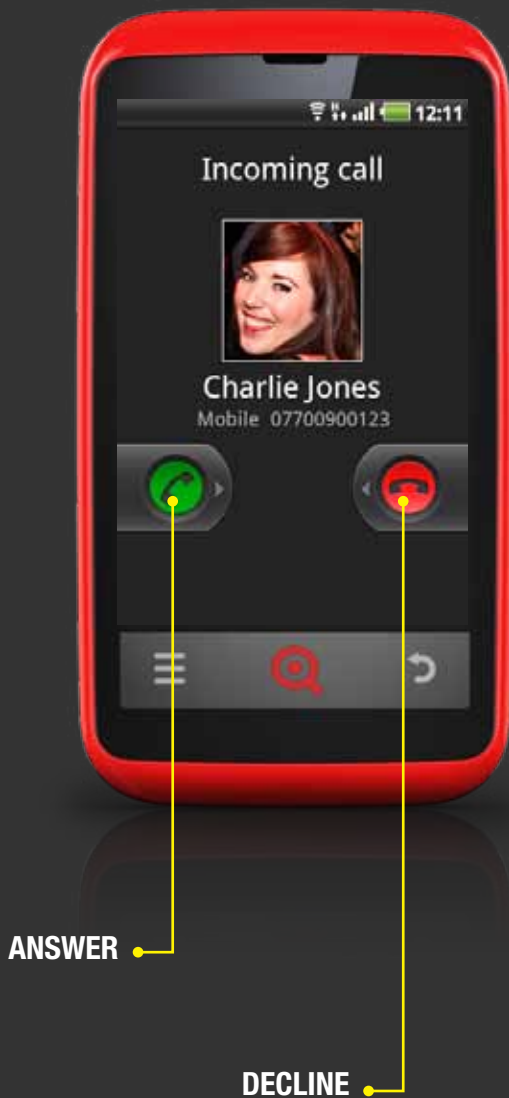 12:11
Incoming call
Charlie Jones
Mobile 07700900123
ANSWER
DECLINE